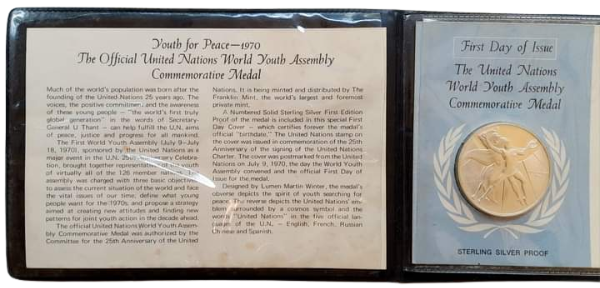 Youth for Peace—1970
The Official United Nations World Youth Assembly
Commemorative Medal
Much of the world's population was born after the
founding of the United Nations 25 years ago. The
voices, the positive commitment and the awareness
of these young people — "the world's first truly
global generation" in the words of Secretary-
General U Thant — can help fulfill the U.N. aims
of peace, justice and progress for all mankind.
The First World Youth Assembly (July 9–July
18, 1970), sponsored by the United Nations as a
major event in the U.N. 25th Anniversary Celebra-
tion, brought together representatives of the youth
of virtually all of the 126 member nations. The
assembly was charged with three basic objectives:
to assess the current situation of the world and face
the vital issues of our time; define what young
people want for the 1970s; and propose a strategy
aimed at creating new attitudes and finding new
patterns for joint youth action in the decade ahead.
The official United Nations World Youth Assem-
bly Commemorative Medal was authorized by the
Committee for the 25th Anniversary of the United
Nations. It is being minted and distributed by The
Franklin Mint, the world's largest and foremost
private mint.
A Numbered Solid Sterling Silver First Edition
Proof of the medal is included in this special First
Day Cover — which certifies forever the medal's
official "birthdate." The United Nations stamp on
the cover was issued in commemoration of the 25th
Anniversary of the signing of the United Nations
Charter. The cover was postmarked from the United
Nations on July 9, 1970, the day the World Youth
Assembly convened and the official First Day of
Issue for the medal.
Designed by Lumen Martin Winter, the medal's
obverse depicts the spirit of youth searching for
peace. The reverse depicts the United Nations' em-
blem surrounded by a cosmos symbol and the
words "United Nations" in the five official lan-
guages of the U.N. — English, French, Russian
Chinese and Spanish.
First Day of Issue
The United Nations
World Youth Assembly
Commemorative Medal
STERLING SILVER PROOF